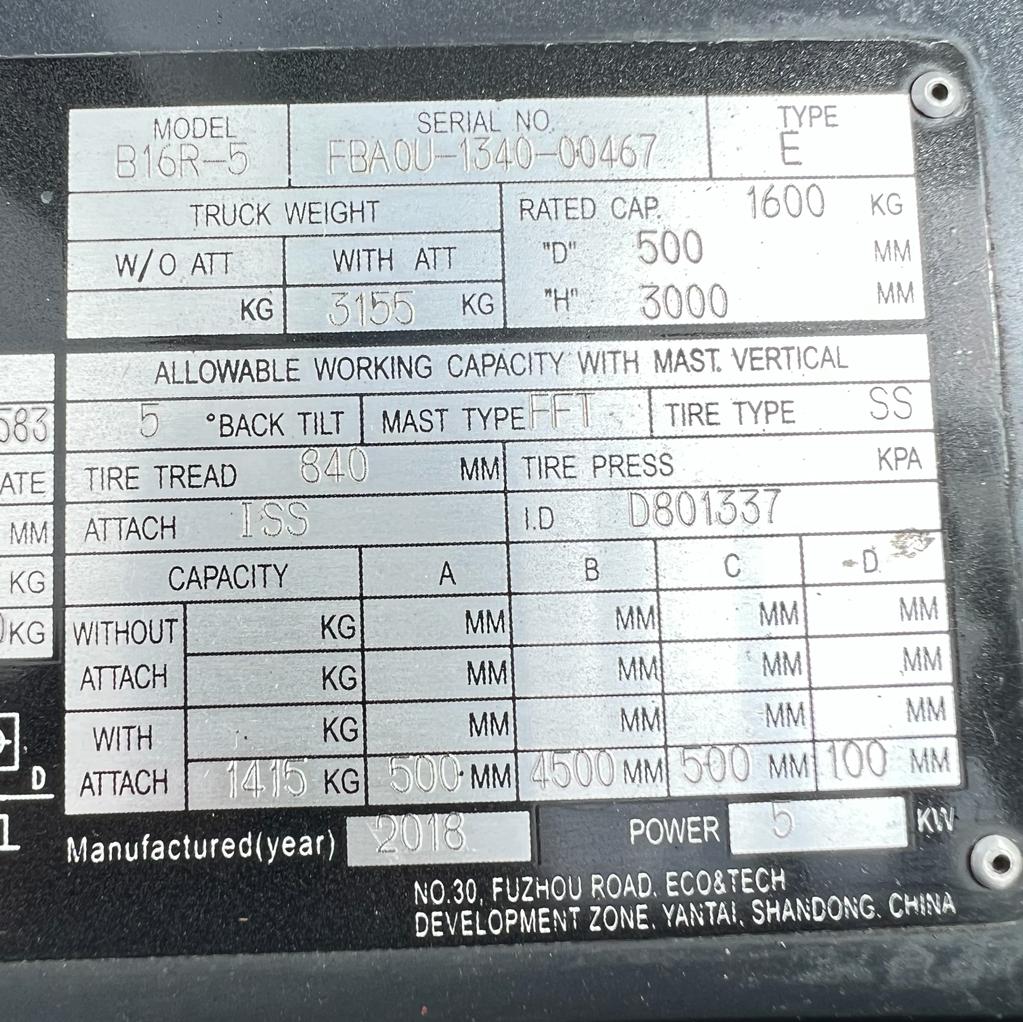 MODEL SERIAL NO. TYPE
B16R-5 FBA0U-1340-00467 E
TRUCK WEIGHT RATED CAP. 1600 KG
W/O ATT WITH ATT "D" 500 MM
KG 3155 KG "H" 3000 MM
ALLOWABLE WORKING CAPACITY WITH MAST. VERTICAL
583 5 °BACK TILT MAST TYPE FFT TIRE TYPE SS
ATE TIRE TREAD 840 MM TIRE PRESS KPA
MM ATTACH ISS I.D D801337
KG CAPACITY A B C D
KG WITHOUT KG MM MM MM MM
ATTACH KG MM MM MM MM
WITH KG MM MM MM MM
D ATTACH 1415 KG 500 MM 4500 MM 500 MM 100 MM
Manufactured(year) 2018 POWER 5 KW
NO.30, FUZHOU ROAD. ECO&TECH
DEVELOPMENT ZONE. YANTAI, SHANDONG. CHINA